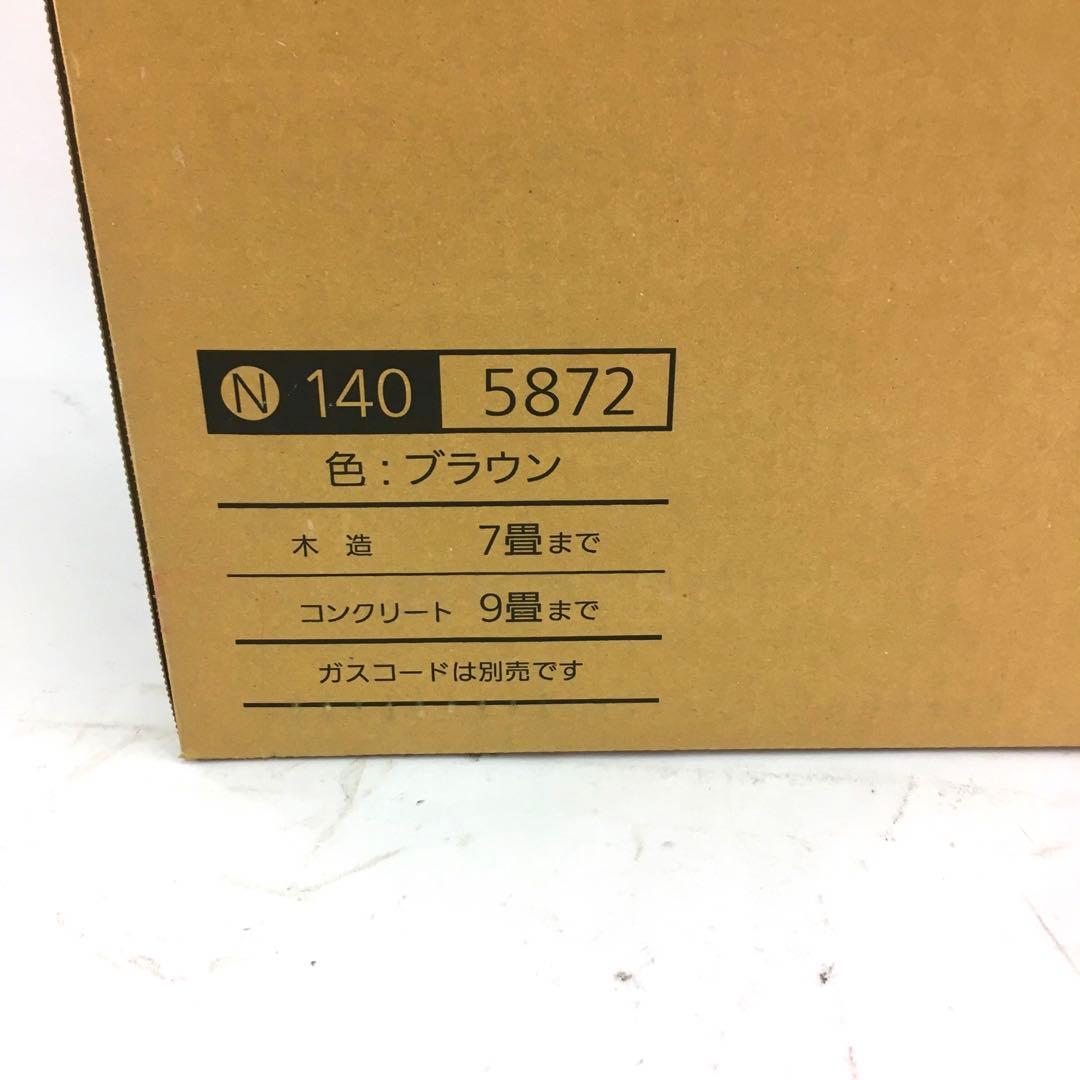 Ⓝ 140 5872
色：ブラウン
木造 7畳まで
コンクリート 9畳まで
ガスコードは別売です